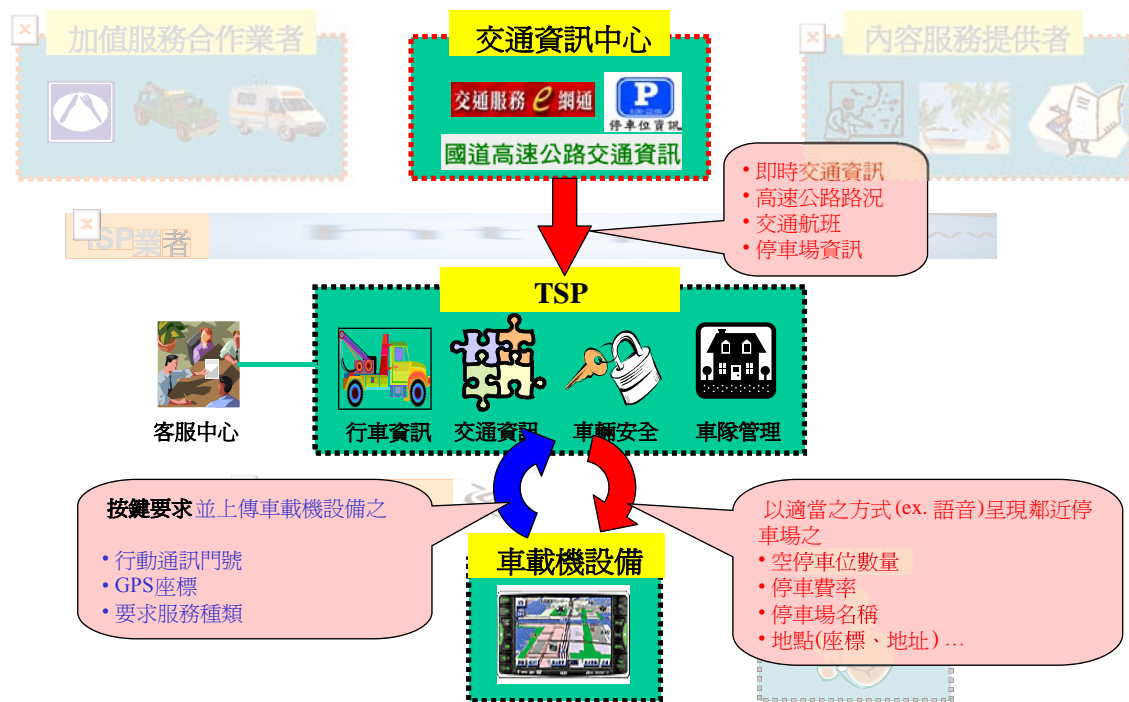 加值服務合作業者
交通資訊中心
內容服務提供者
交通服務 e 網通
P
停車位資訊
國道高速公路交通資訊
• 即時交通資訊
• 高速公路路況
• 交通航班
• 停車場資訊
業者
TSP
行車資訊
交通資訊
車輛安全
車隊管理
客服中心
按鍵要求 並上傳車載機設備之
• 行動通訊門號
• GPS座標
• 要求服務種類
車載機設備
以適當之方式(ex. 語音)呈現鄰近停
車場之
• 空停車位數量
• 停車費率
• 停車場名稱
• 地點(座標、地址) …